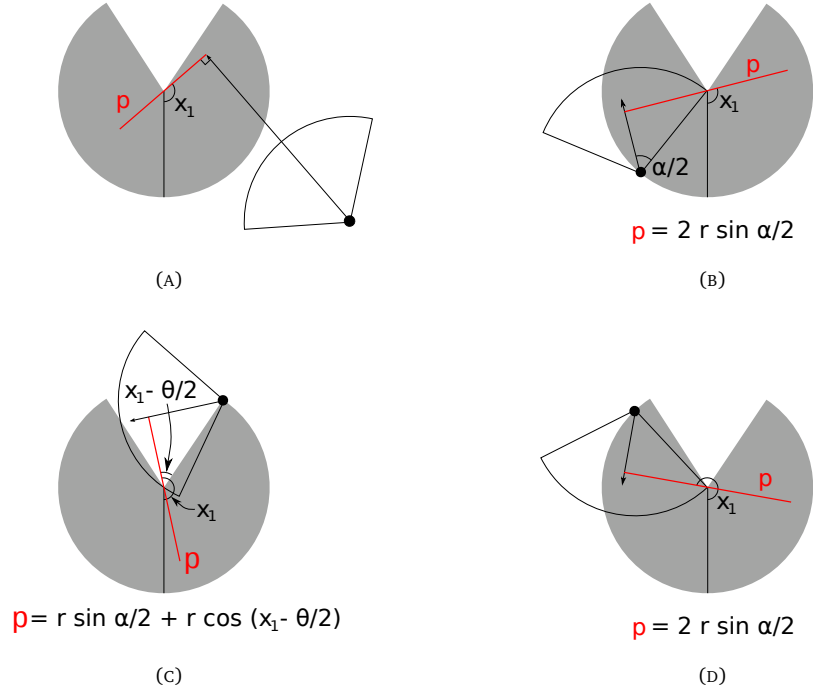 p
x₁
(A)
x₁
α/2
p = 2 r sin α/2
(B)
x₁- θ/2
x₁
p
p = r sin α/2 + r cos (x₁- θ/2)
(C)
p
x₁
p = 2 r sin α/2
(D)